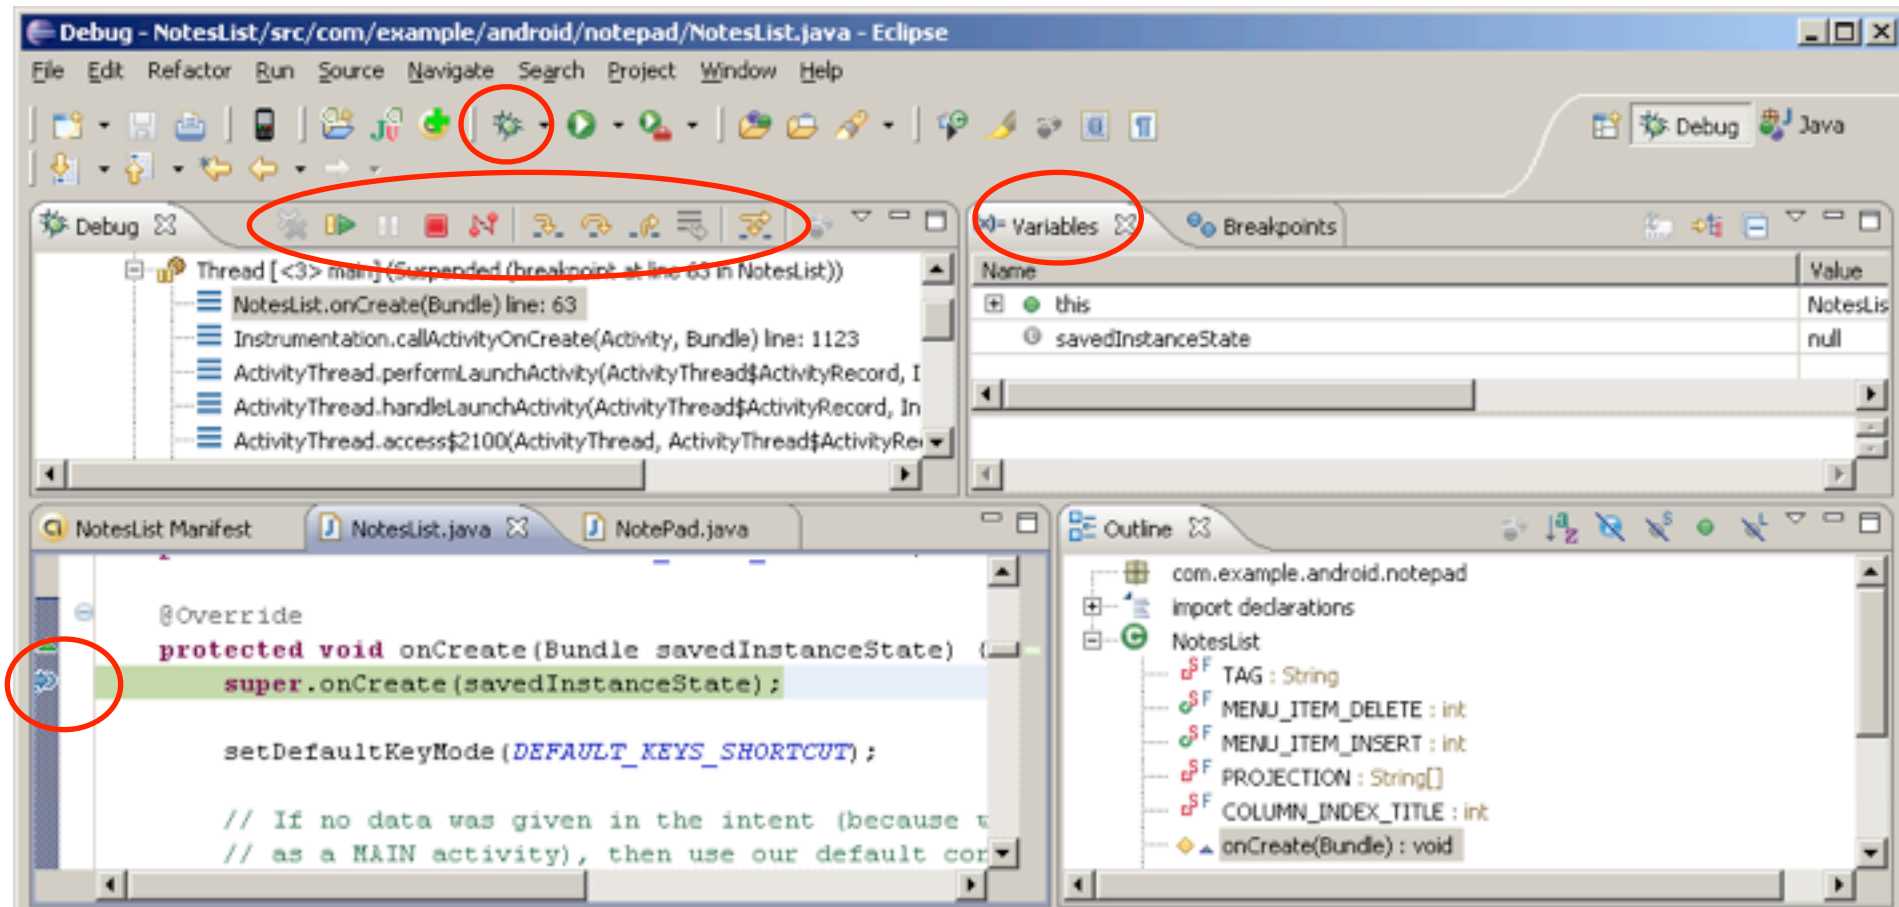 Debug - NotesList/src/com/example/android/notepad/NotesList.java - Eclipse
File Edit Refactor Run Source Navigate Search Project Window Help
Debug Java
Debug
Thread [<3> main] (Suspended (breakpoint at line 63 in NotesList))
NotesList.onCreate(Bundle) line: 63
Instrumentation.callActivityOnCreate(Activity, Bundle) line: 1123
ActivityThread.performLaunchActivity(ActivityThread$ActivityRecord, I
ActivityThread.handleLaunchActivity(ActivityThread$ActivityRecord, In
ActivityThread.access$2100(ActivityThread, ActivityThread$ActivityRe
(x)= Variables Breakpoints
Name Value
this NotesLis
savedInstanceState null
NotesList Manifest NotesList.java NotePad.java
@Override
protected void onCreate(Bundle savedInstanceState) {
super.onCreate(savedInstanceState);
setDefaultKeyMode(DEFAULT_KEYS_SHORTCUT);
// If no data was given in the intent (because
// as a MAIN activity), then use our default con
Outline
com.example.android.notepad
import declarations
NotesList
TAG : String
MENU_ITEM_DELETE : int
MENU_ITEM_INSERT : int
PROJECTION : String[]
COLUMN_INDEX_TITLE : int
onCreate(Bundle) : void